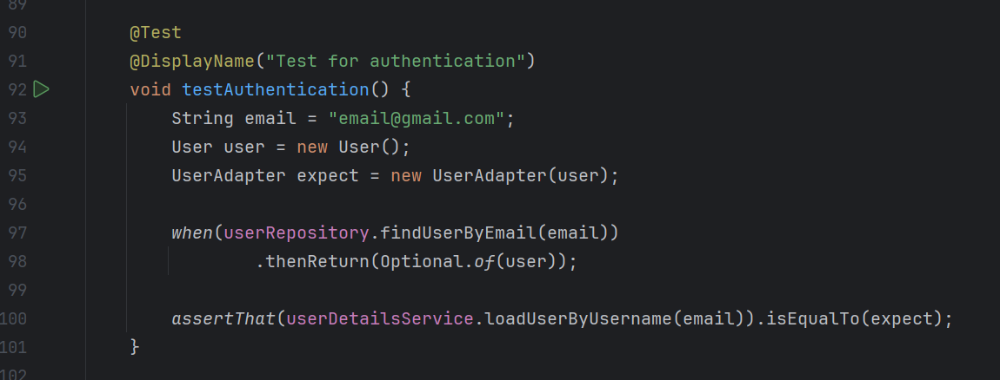 89
90 @Test
91 @DisplayName("Test for authentication")
92 void testAuthentication() {
93 String email = "email@gmail.com";
94 User user = new User();
95 UserAdapter expect = new UserAdapter(user);
96
97 when(userRepository.findUserByEmail(email))
98 .thenReturn(Optional.of(user));
99
100 assertThat(userDetailsService.loadUserByUsername(email)).isEqualTo(expect);
101 }
102